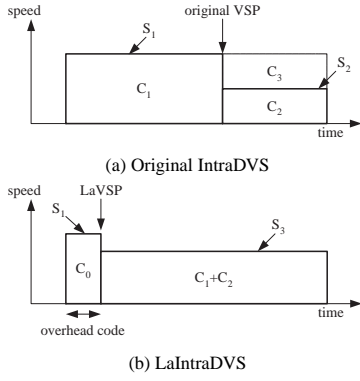 original VSP
speed
S1
C1
C3
S2
C2
time
(a) Original IntraDVS
speed
LaVSP
S1
S3
C0
C1+C2
time
overhead code
(b) LaIntraDVS